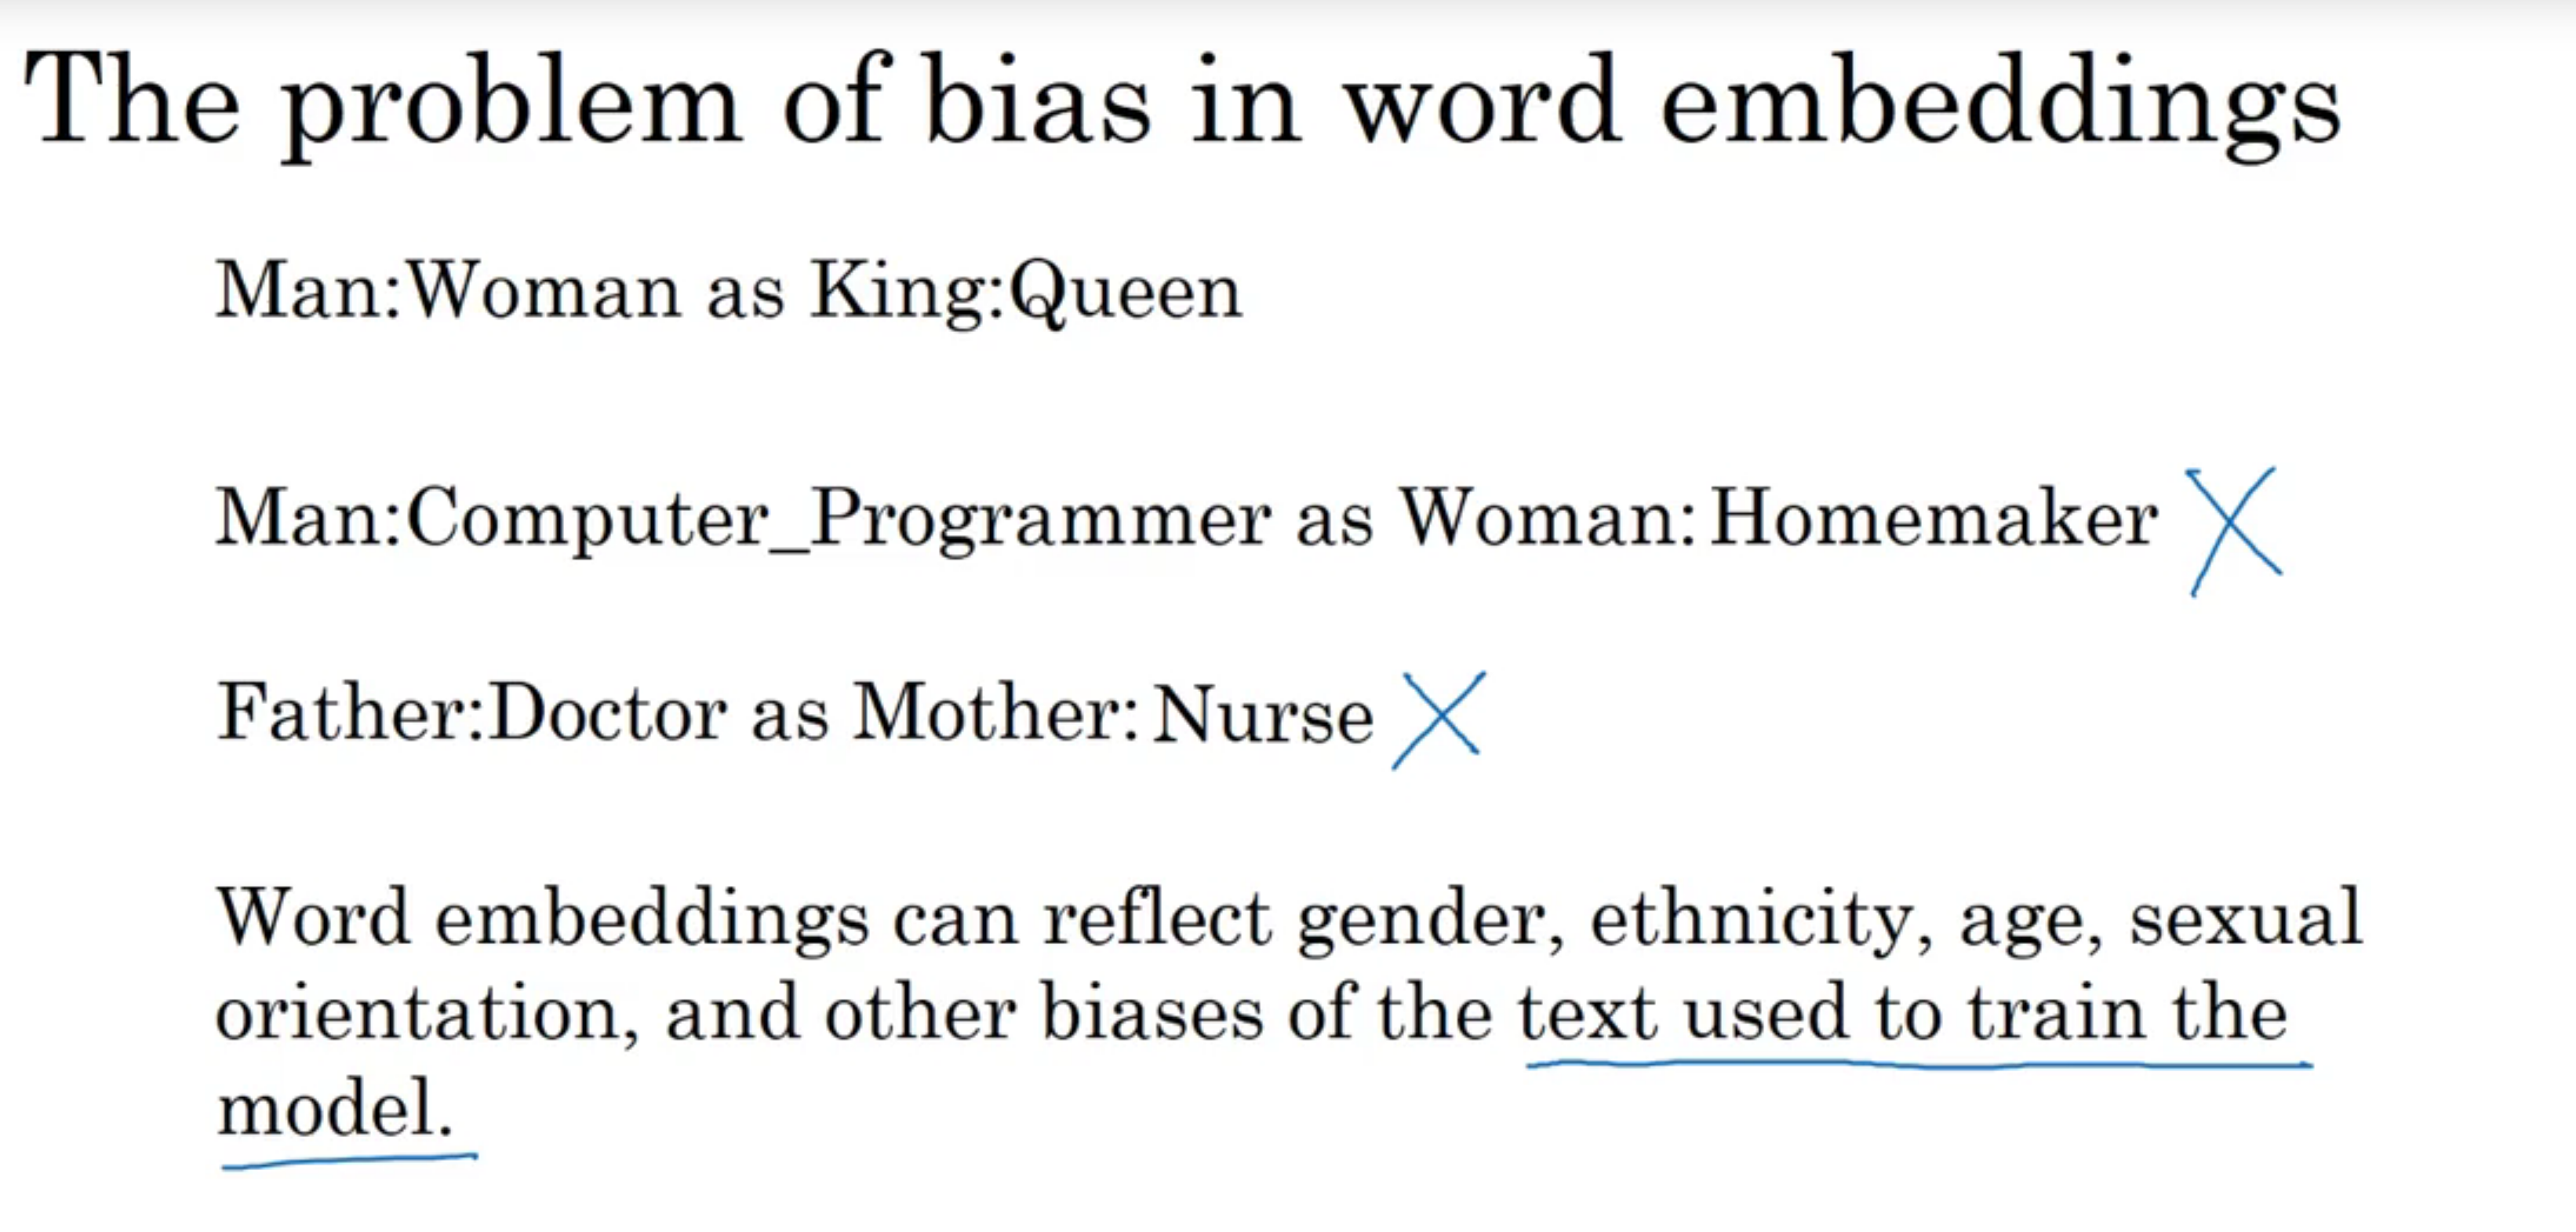 The problem of bias in word embeddings
Man:Woman as King:Queen
Man:Computer_Programmer as Woman:Homemaker
Father:Doctor as Mother:Nurse
Word embeddings can reflect gender, ethnicity, age, sexual
orientation, and other biases of the text used to train the
model.